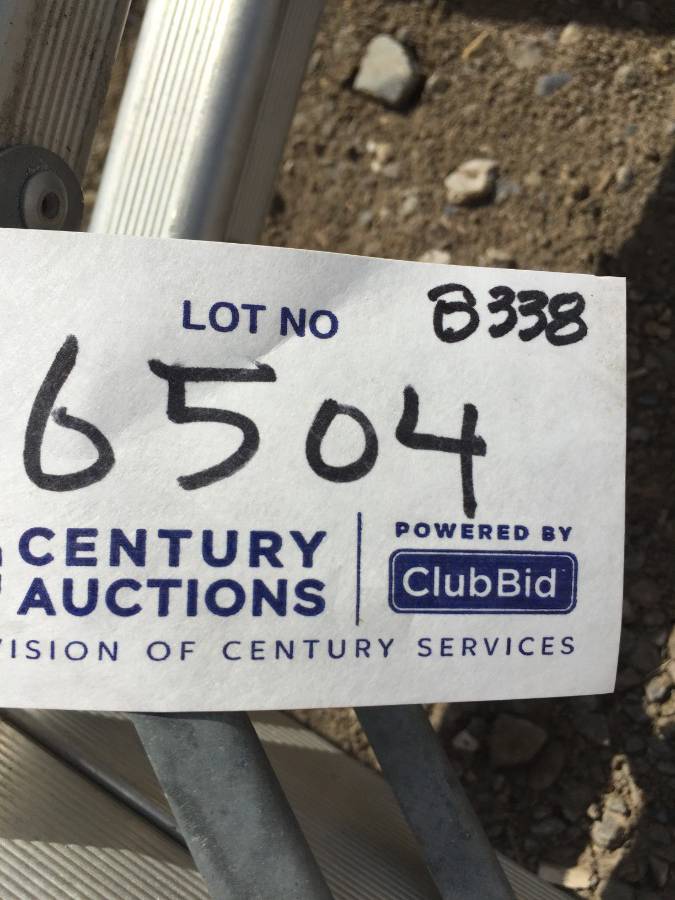 LOT NO B338
6504
CENTURY
AUCTIONS
POWERED BY
ClubBid
VISION OF CENTURY SERVICES